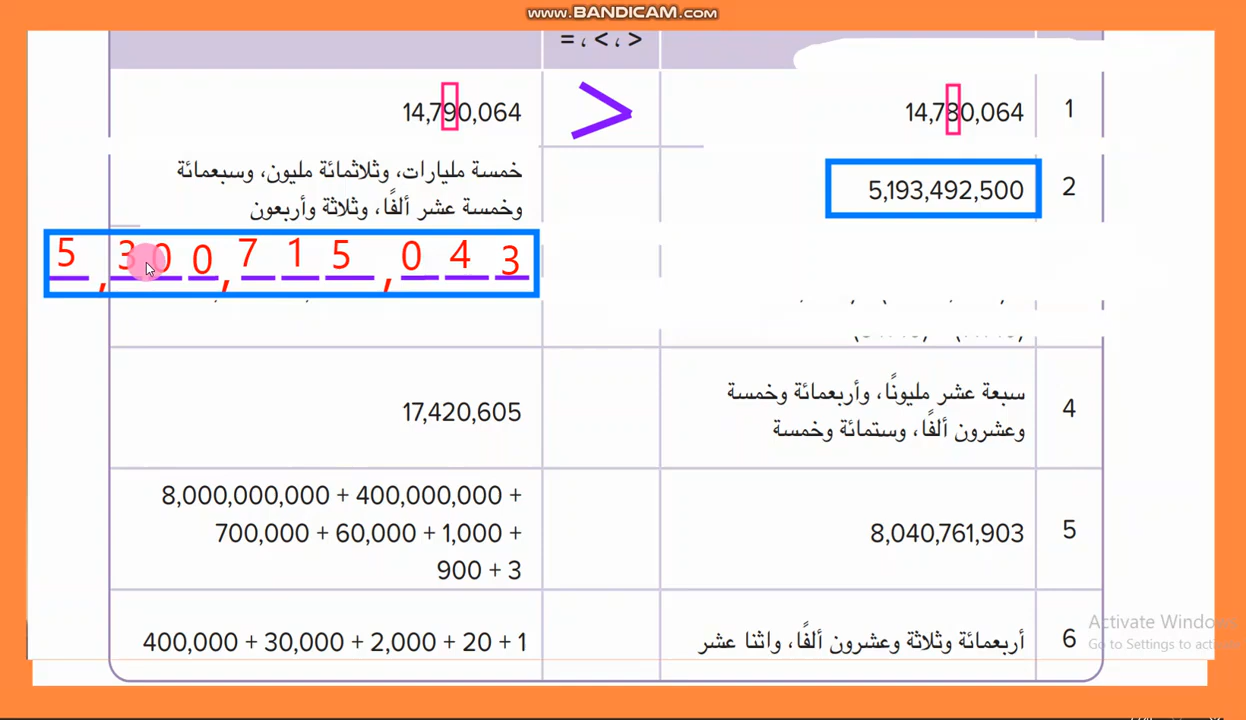 www.BANDICAM.com
= ، < ، >
1
14,780,064
>
14,790,064
2
5,193,492,500
خمسة مليارات، وثلاثمائة مليون، وسبعمائة
وخمسة عشر ألفًا، وثلاثة وأربعون
5,300,715,043
4
سبعة عشر مليونًا، وأربعمائة وخمسة
وعشرون ألفًا، وستمائة وخمسة
17,420,605
5
8,040,761,903
8,000,000,000 + 400,000,000 +
700,000 + 60,000 + 1,000 +
900 + 3
6
أربعمائة وثلاثة وعشرون ألفًا، واثنا عشر
400,000 + 30,000 + 2,000 + 20 + 1
Activate Windows
Go to Settings to activ